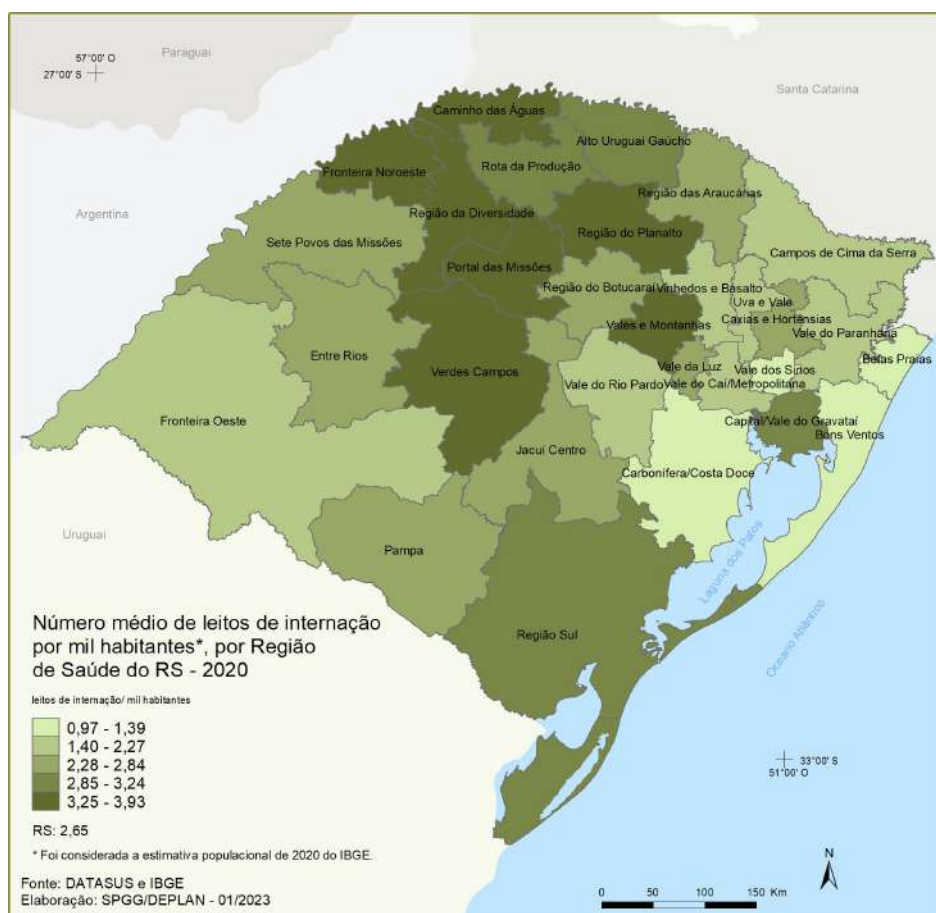 57°00' O
27°00' S
Paraguai
Santa Catarina
Argentina
Uruguai
Caminho das Águas
Alto Uruguai Gaúcho
Fronteira Noroeste
Rota da Produção
Região das Araucárias
Região da Diversidade
Sete Povos das Missões
Região do Planalto
Campos de Cima da Serra
Portal das Missões
Região do Botucaraí
Vinhedos e Basalto
Uva e Vale
Caxias e Hortênsias
Vales e Montanhas
Vale do Paranhana
Entre Rios
Belas Praias
Verdes Campos
Vale da Luz
Vale dos Sinos
Vale do Rio Pardo
Vale do Caí/Metropolitana
Fronteira Oeste
Capital/Vale do Gravataí
Bons Ventos
Jacuí Centro
Carbonífera/Costa Doce
Pampa
Laguna dos Patos
Região Sul
Oceano Atlântico
Número médio de leitos de internação
por mil habitantes*, por Região
de Saúde do RS - 2020
leitos de internação/ mil habitantes
0,97 - 1,39
1,40 - 2,27
2,28 - 2,84
2,85 - 3,24
3,25 - 3,93
RS: 2,65
* Foi considerada a estimativa populacional de 2020 do IBGE.
Fonte: DATASUS e IBGE
Elaboração: SPGG/DEPLAN - 01/2023
33°00' S
51°00' O
N
0 50 100 150 Km